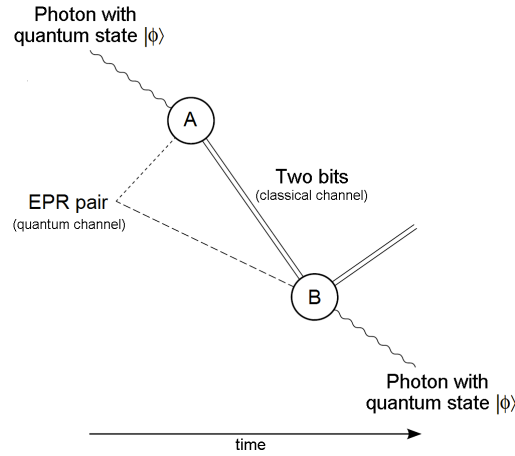 Photon with
quantum state |ϕ⟩
A
Two bits
(classical channel)
EPR pair
(quantum channel)
B
Photon with
quantum state |ϕ⟩
time